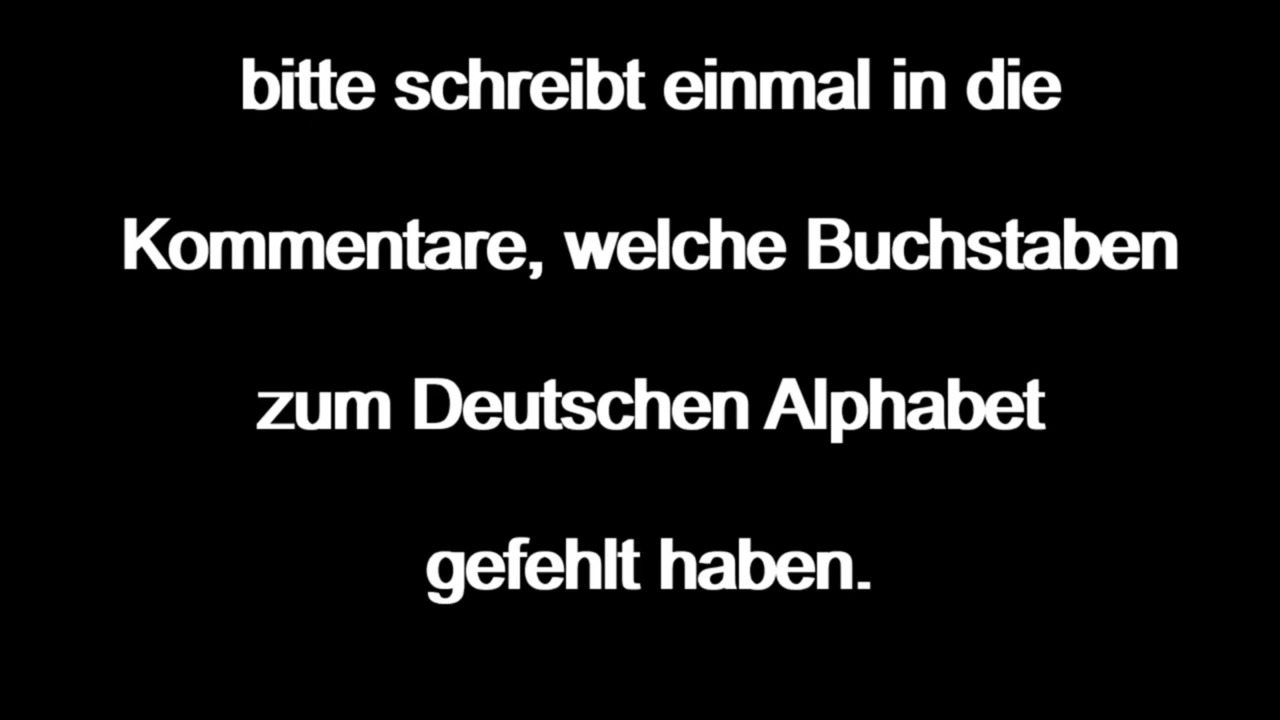 bitte schreibt einmal in die
Kommentare, welche Buchstaben
zum Deutschen Alphabet
gefehlt haben.